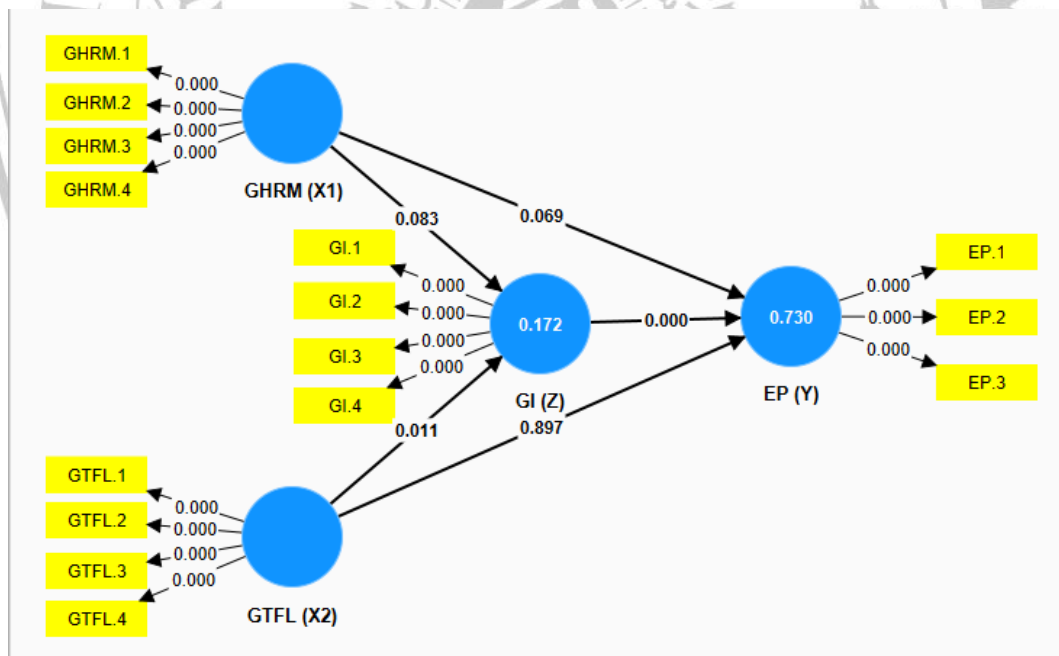 GHRM.1
0.000
GHRM.2
0.000
0.000
GHRM.3
0.000
GHRM.4
GHRM (X1)
0.083
0.069
GI.1
0.000
GI.2
0.000
0.000
GI.3
0.000
GI.4
0.172
GI (Z)
0.000
0.730
EP (Y)
EP.1
0.000
EP.2
0.000
0.000
EP.3
0.011
0.897
GTFL.1
0.000
GTFL.2
0.000
0.000
GTFL.3
0.000
GTFL.4
GTFL (X2)